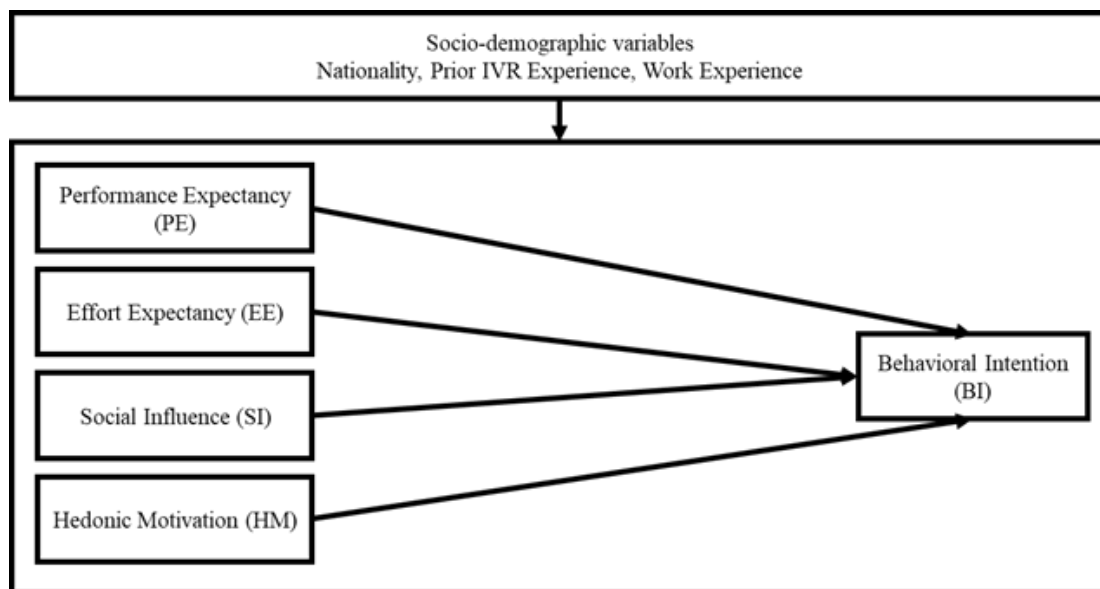 Socio-demographic variables
Nationality, Prior IVR Experience, Work Experience
Performance Expectancy
(PE)
Effort Expectancy (EE)
Social Influence (SI)
Hedonic Motivation (HM)
Behavioral Intention
(BI)